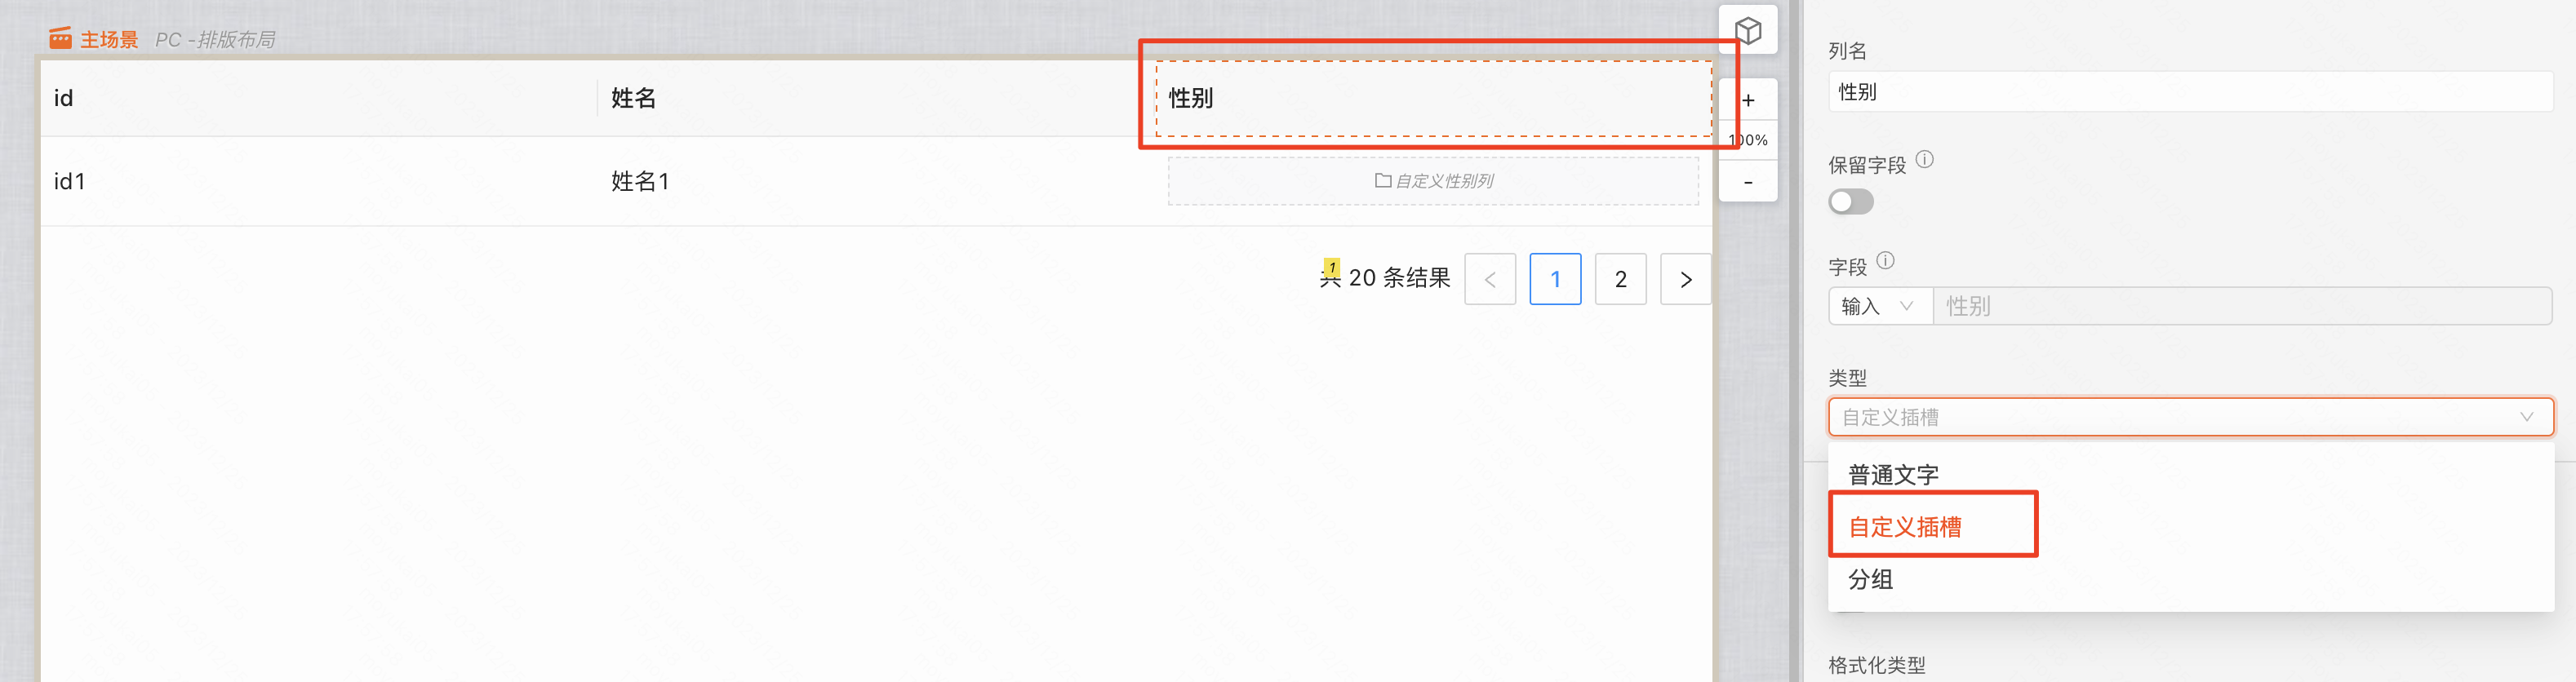 主场景 PC -排版布局
id 姓名 性别
id1 姓名1 自定义性别列
1
共 20 条结果 < 1 2 >
+
100%
-
列名
性别
保留字段
字段
输入 性别
类型
自定义插槽
普通文字
自定义插槽
分组
格式化类型